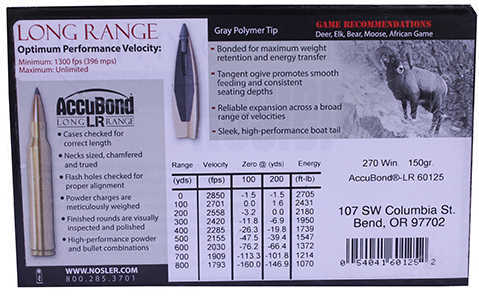 LONG RANGE
Optimum Performance Velocity:
Minimum: 1300 fps (396 mps)
Maximum: Unlimited
ACCUBOND
LONG LR RANGE
• Cases checked for correct length
• Necks sized, chamfered and trued
• Flash holes checked for proper alignment
• Powder charges are meticulously weighed
• Finished rounds are visually inspected and polished
• High-performance powder and bullet combinations
WWW.NOSLER.COM
800.285.3701
Gray Polymer Tip
• Bonded for maximum weight retention and energy transfer
• Tangent ogive promotes smooth feeding and consistent seating depths
• Reliable expansion across a broad range of velocities
• Sleek, high-performance boat tail
GAME RECOMMENDATIONS
Deer, Elk, Bear, Moose, African Game
Range Velocity Zero @ (yds) Energy
(yds) (fps) 100 200 (ft-lb)
0 2850 -1.5 -1.5 2705
100 2701 0.0 1.6 2431
200 2558 -3.2 0.0 2180
300 2420 -11.8 -6.9 1950
400 2285 -26.3 -19.8 1739
500 2155 -47.5 -39.4 1547
600 2030 -76.2 -66.4 1372
700 1909 -113.3 -101.8 1214
800 1793 -160.0 -146.9 1070
270 Win. 150gr.
AccuBond®-LR 60125
107 SW Columbia St.
Bend, OR 97702
0 54041 60125 2